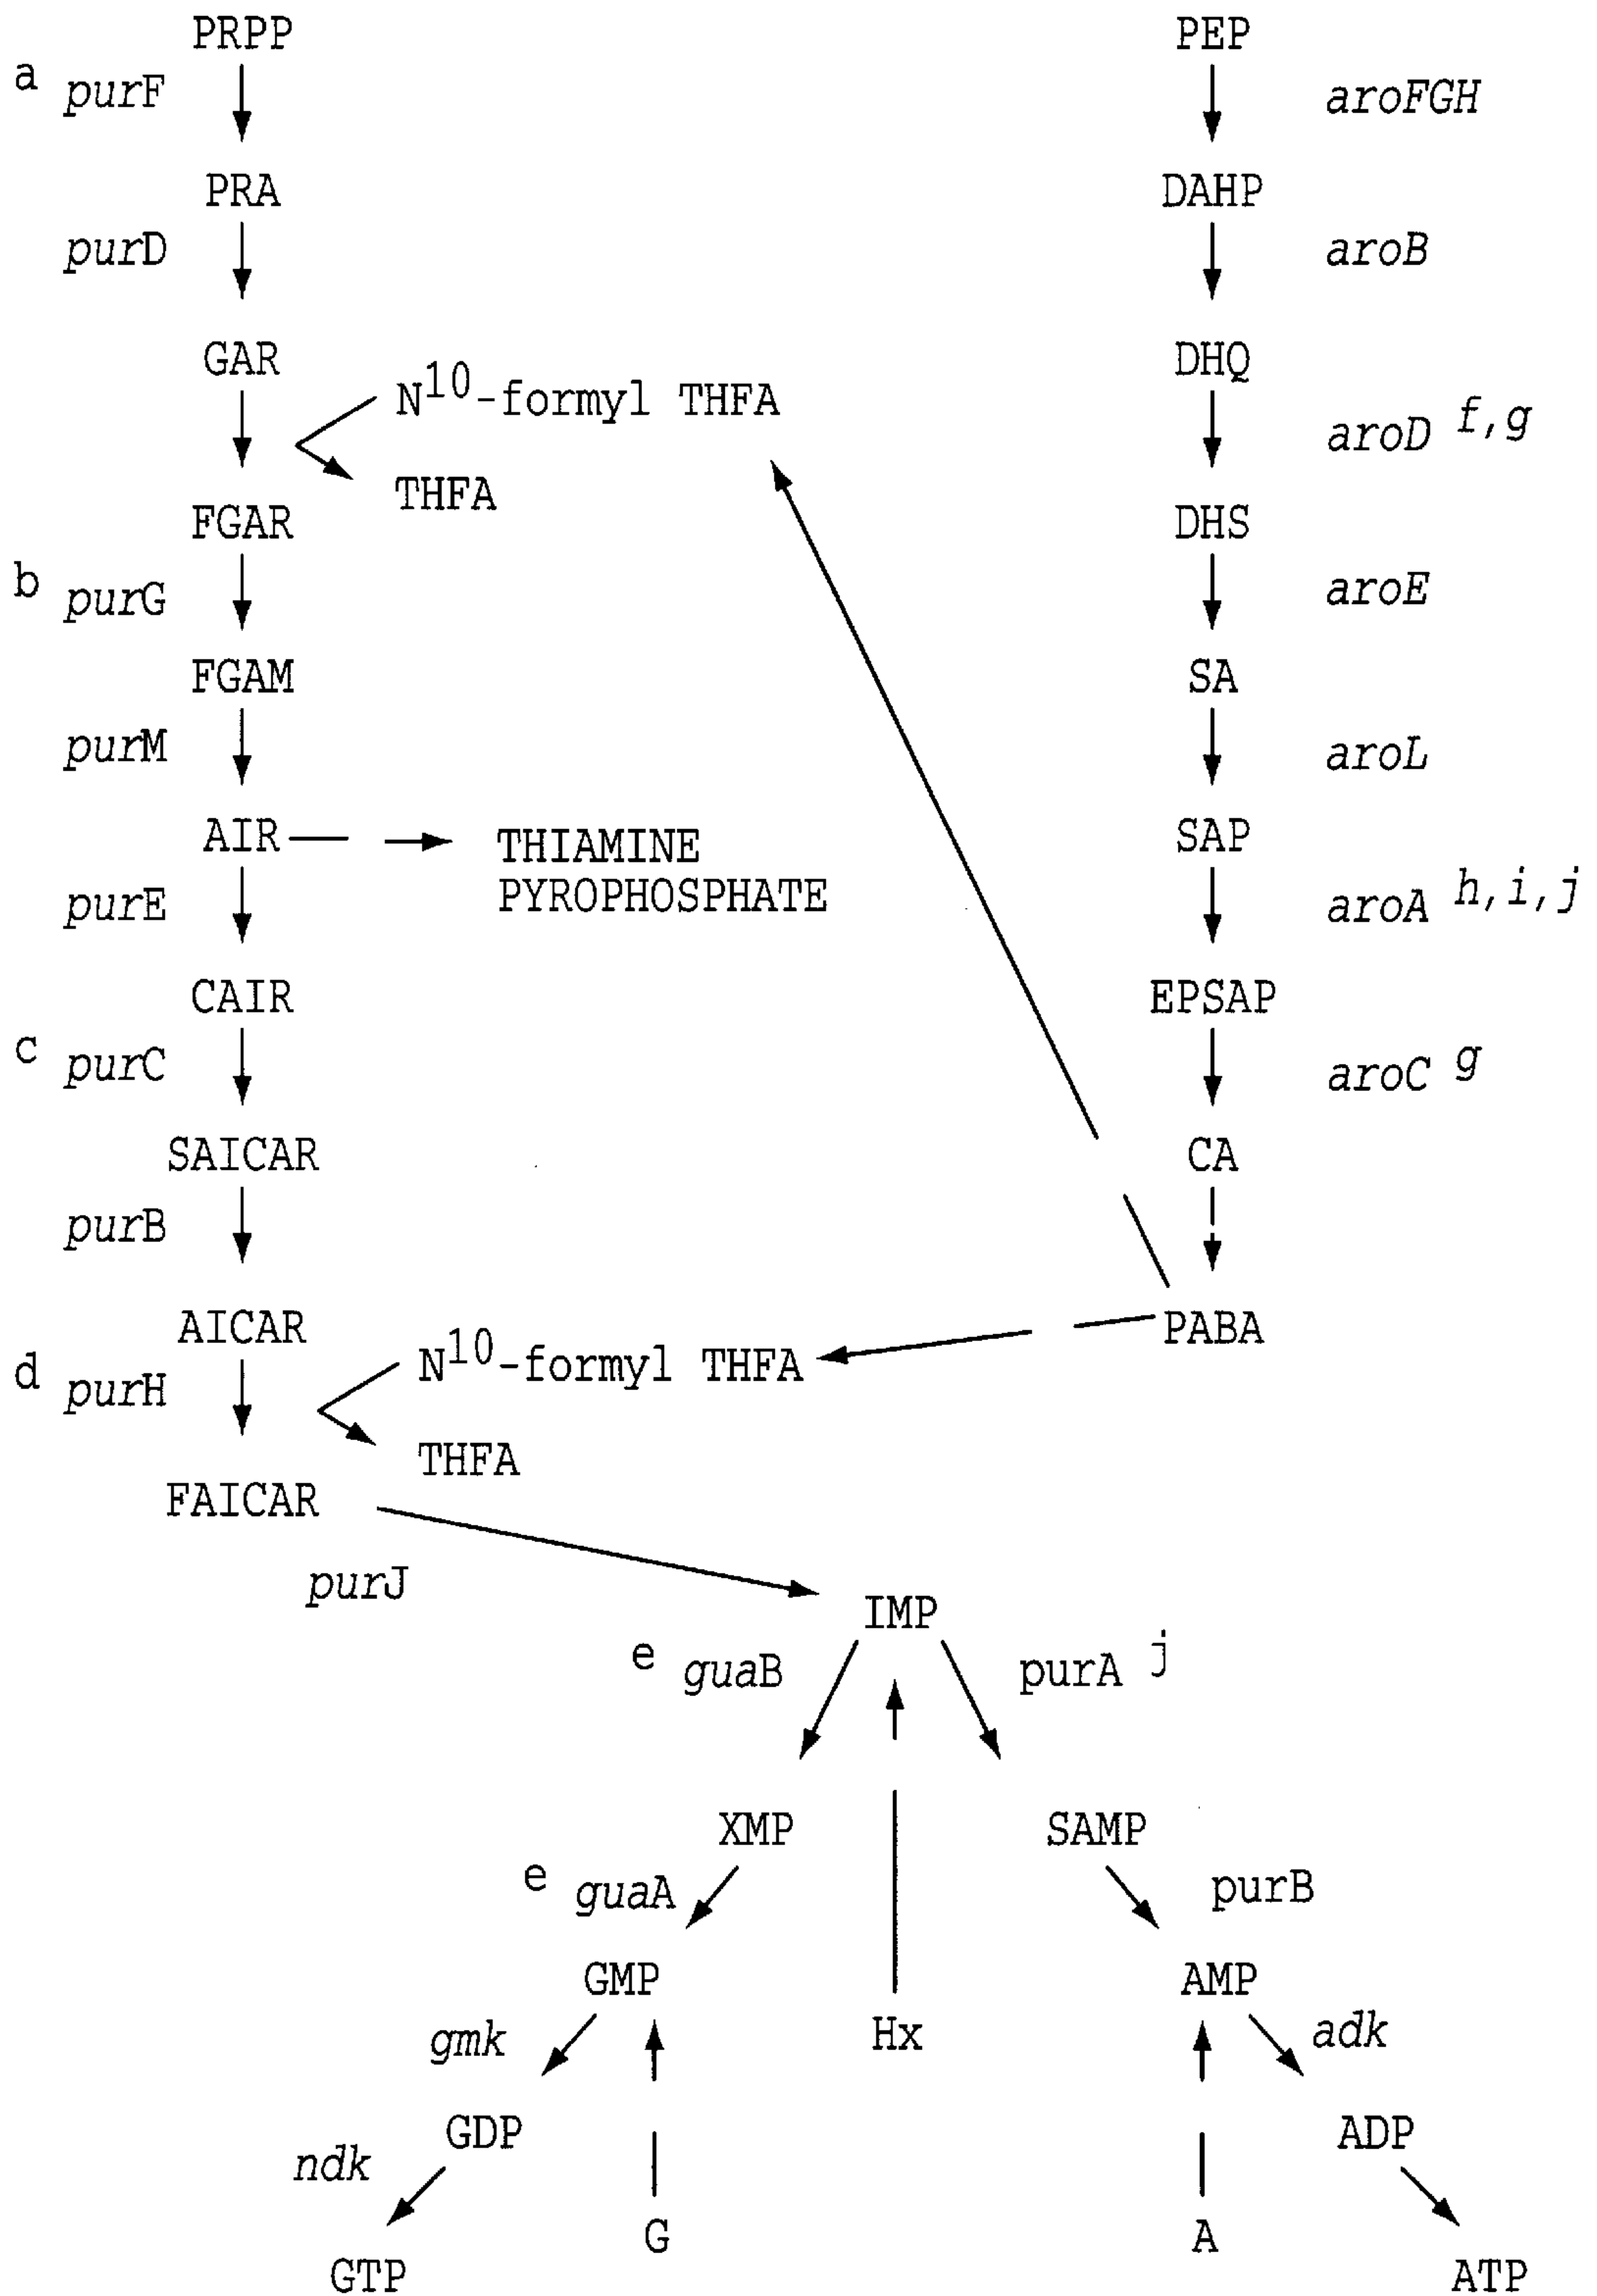 PRPP
a purF
PRA
purD
GAR
N10-formyl THFA
THFA
FGAR
b purG
FGAM
purM
AIR
THIAMINE
PYROPHOSPHATE
purE
CAIR
c purC
SAICAR
purB
AICAR
N10-formyl THFA
d purH
THFA
FAICAR
purJ
PEP
aroFGH
DAHP
aroB
DHQ
aroD f,g
DHS
aroE
SA
aroL
SAP
aroA h,i,j
EPSAP
aroC g
CA
PABA
IMP
e guaB
purA j
XMP
SAMP
e guaA
purB
GMP
AMP
Hx
gmk
adk
GDP
ADP
ndk
G
A
GTP
ATP